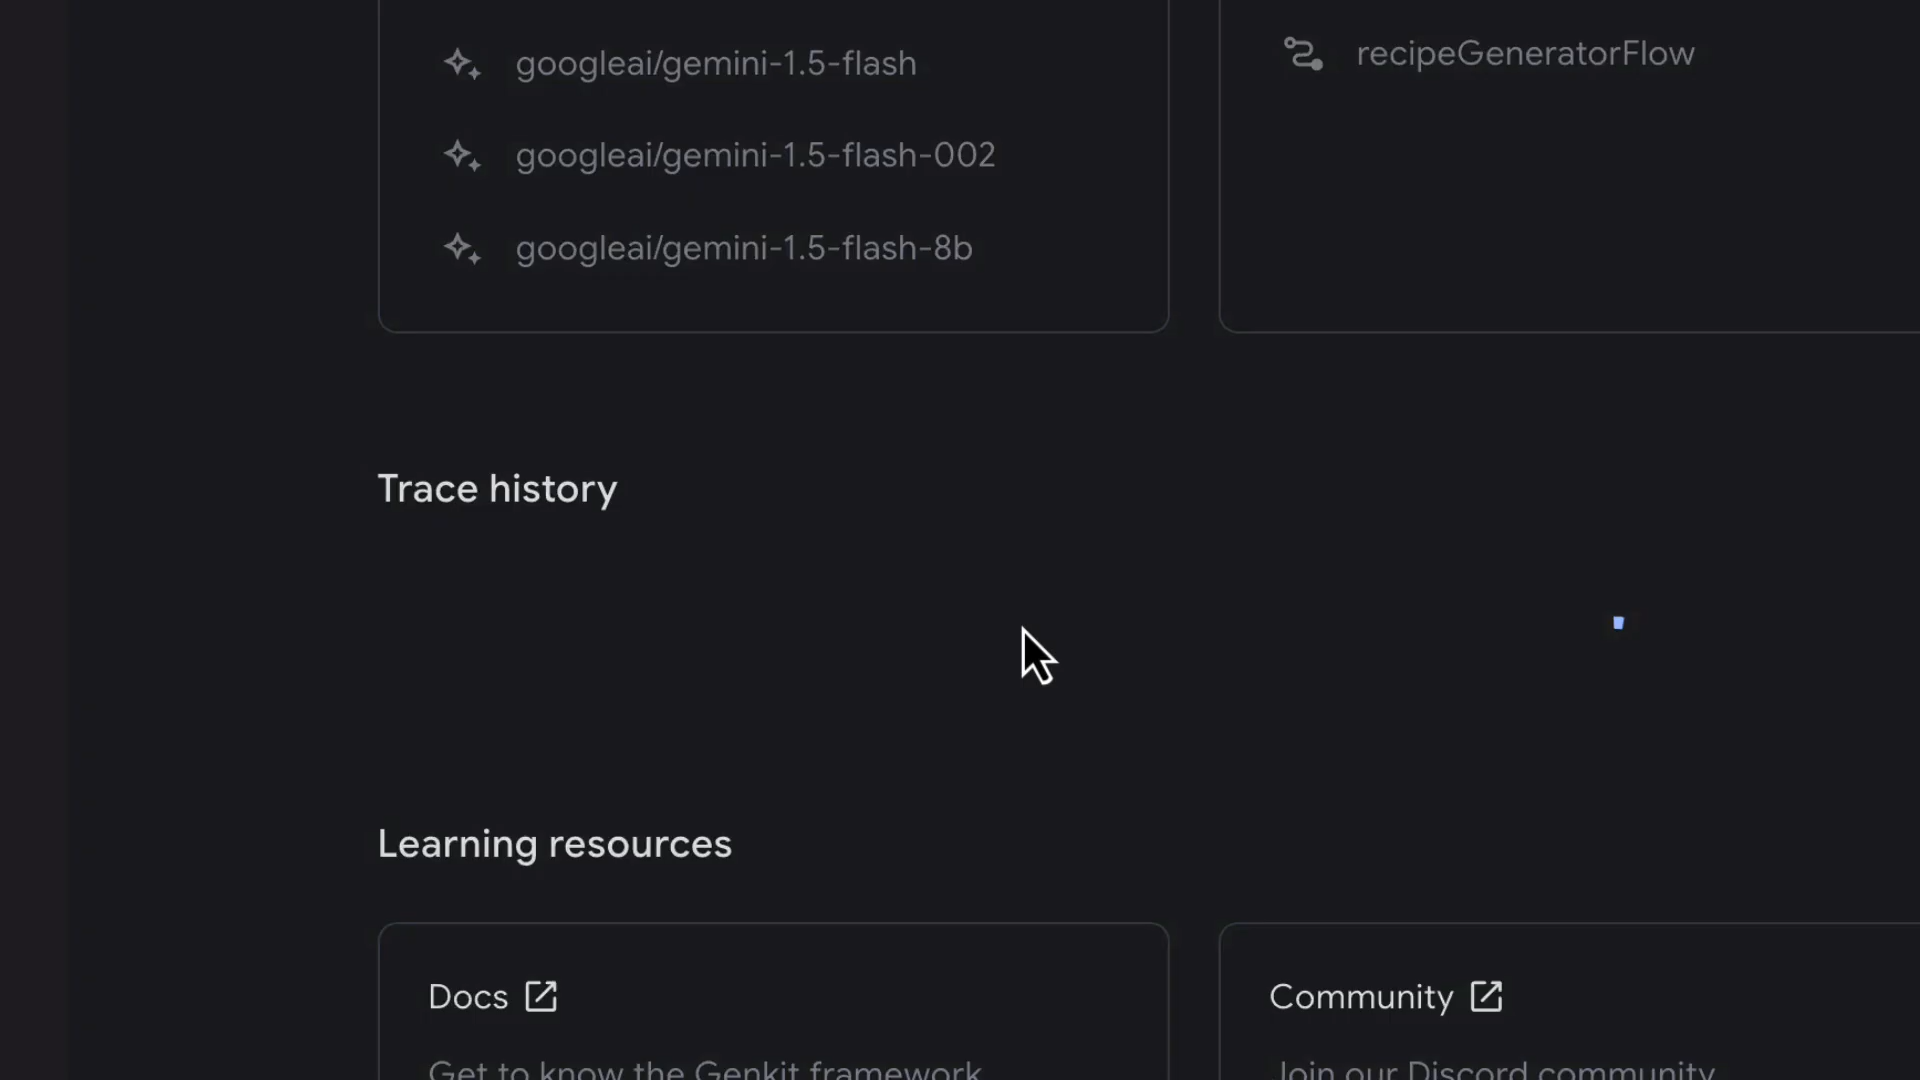 googleai/gemini-1.5-flash
googleai/gemini-1.5-flash-002
googleai/gemini-1.5-flash-8b
recipeGeneratorFlow
Trace history
Learning resources
Docs
Get to know the Genkit framework
Community
Join our Discord community